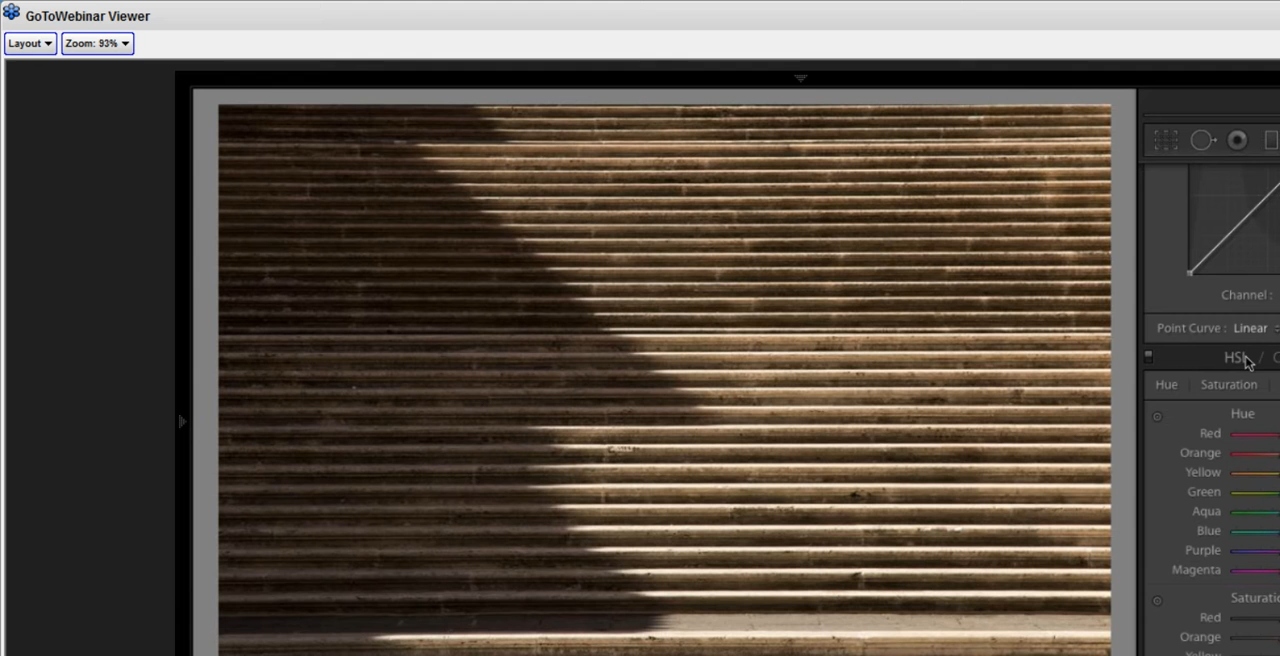 GoToWebinar Viewer
Layout Zoom: 93%
Channel :
Point Curve : Linear
HSL /
Hue Saturation
Hue
Red
Orange
Yellow
Green
Aqua
Blue
Purple
Magenta
Red
Orange